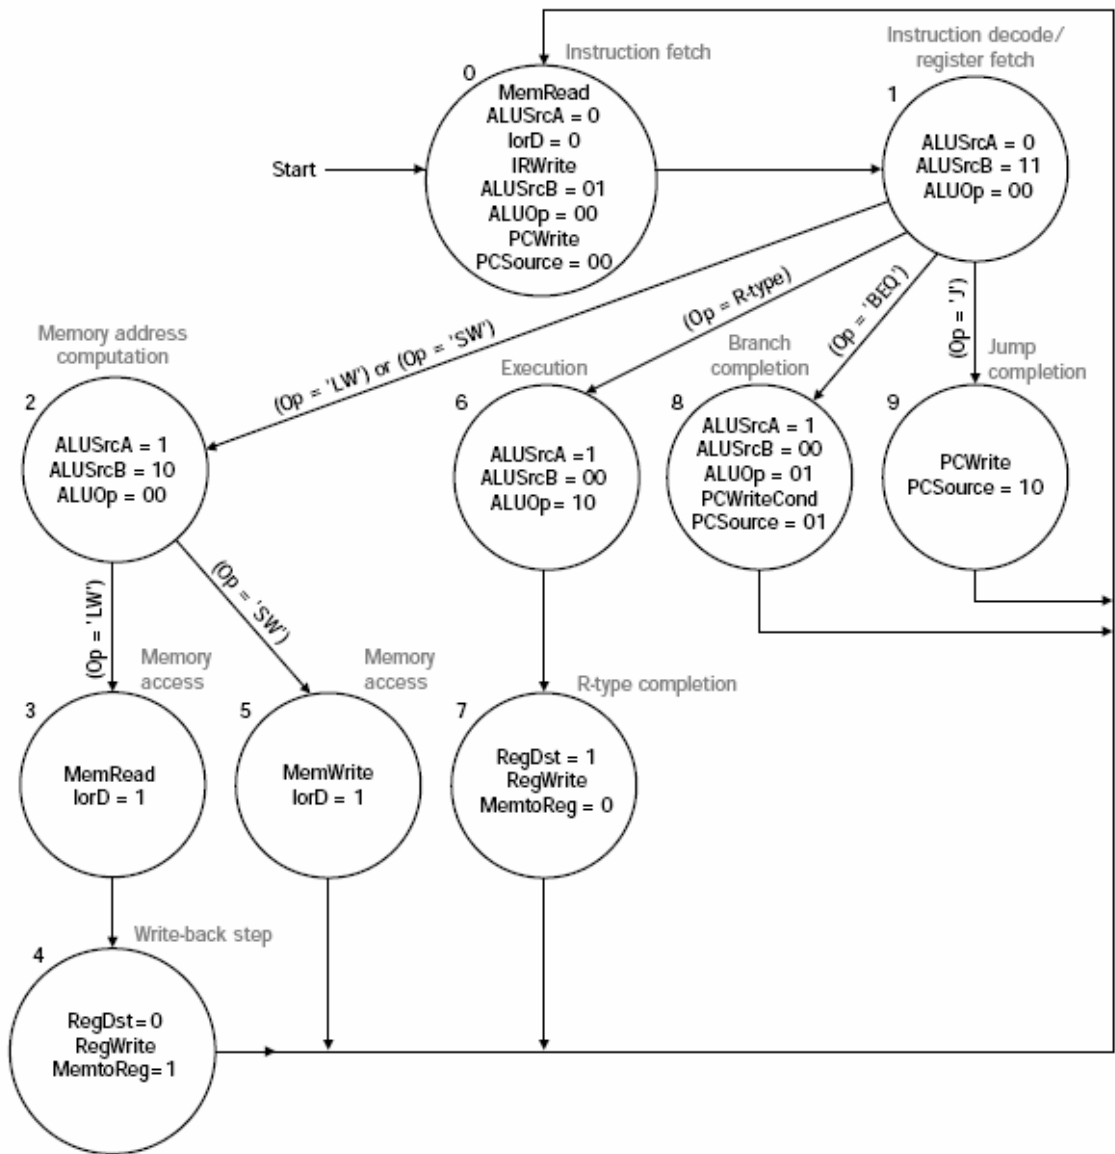 Instruction fetch
0
MemRead
ALUSrcA = 0
IorD = 0
IRWrite
ALUSrcB = 01
ALUOp = 00
PCWrite
PCSource = 00
Start
Instruction decode/
register fetch
1
ALUSrcA = 0
ALUSrcB = 11
ALUOp = 00
(Op = 'LW') or (Op = 'SW')
(Op = R-type)
(Op = 'BEQ')
(Op = 'J')
Memory address
computation
2
ALUSrcA = 1
ALUSrcB = 10
ALUOp = 00
Execution
6
ALUSrcA =1
ALUSrcB = 00
ALUOp= 10
Branch
completion
8
ALUSrcA = 1
ALUSrcB = 00
ALUOp = 01
PCWriteCond
PCSource = 01
Jump
completion
9
PCWrite
PCSource = 10
(Op = 'LW')
(Op = 'SW')
Memory
access
3
MemRead
IorD = 1
Memory
access
5
MemWrite
IorD = 1
R-type completion
7
RegDst = 1
RegWrite
MemtoReg = 0
Write-back step
4
RegDst=0
RegWrite
MemtoReg=1